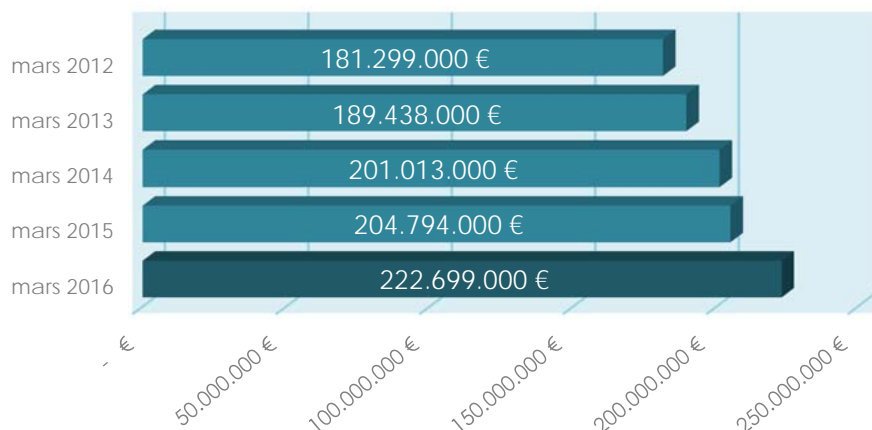 mars 2012
181.299.000 €
mars 2013
189.438.000 €
mars 2014
201.013.000 €
mars 2015
204.794.000 €
mars 2016
222.699.000 €
- €
50.000.000 €
100.000.000 €
150.000.000 €
200.000.000 €
250.000.000 €